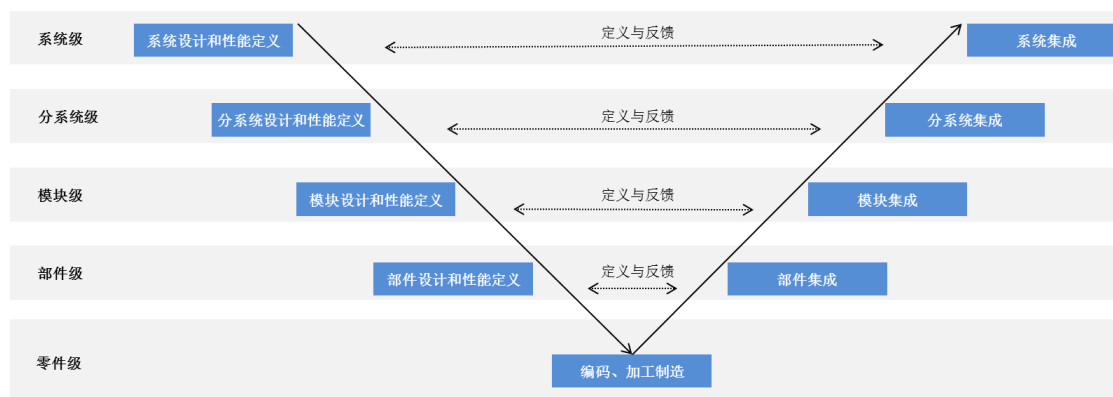 系统级
系统设计和性能定义
定义与反馈
系统集成
分系统级
分系统设计和性能定义
定义与反馈
分系统集成
模块级
模块设计和性能定义
定义与反馈
模块集成
部件级
部件设计和性能定义
定义与反馈
部件集成
零件级
编码、加工制造